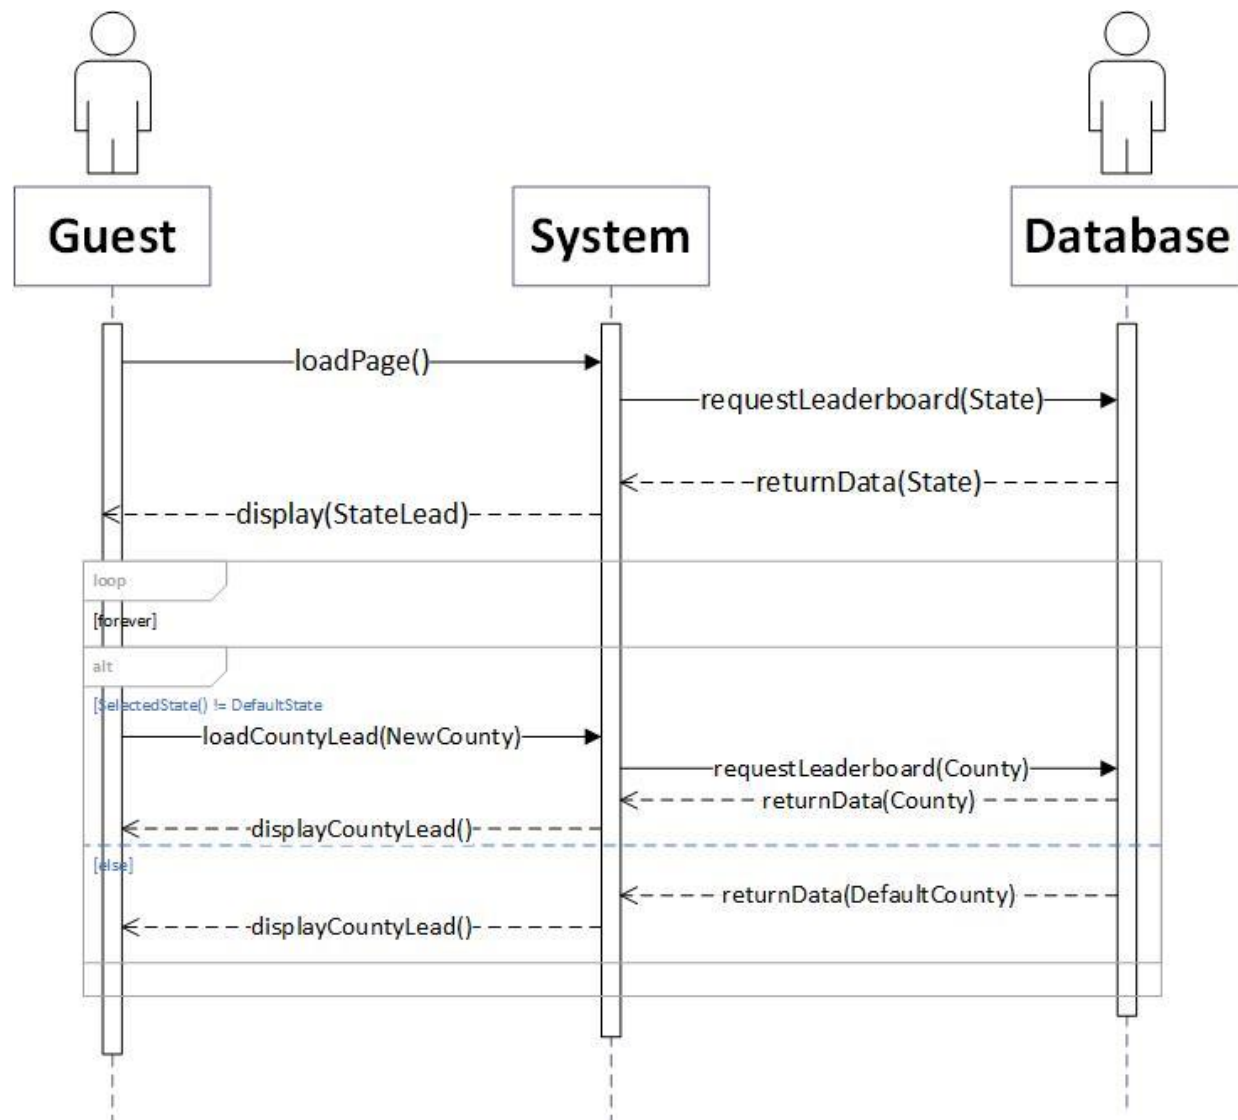 Guest
System
Database
loadPage()
requestLeaderboard(State)
returnData(State)
display(StateLead)
loop
[forever]
alt
[SelectedState() != DefaultState
loadCountyLead(NewCounty)
requestLeaderboard(County)
returnData(County)
displayCountyLead()
[else]
returnData(DefaultCounty)
displayCountyLead()